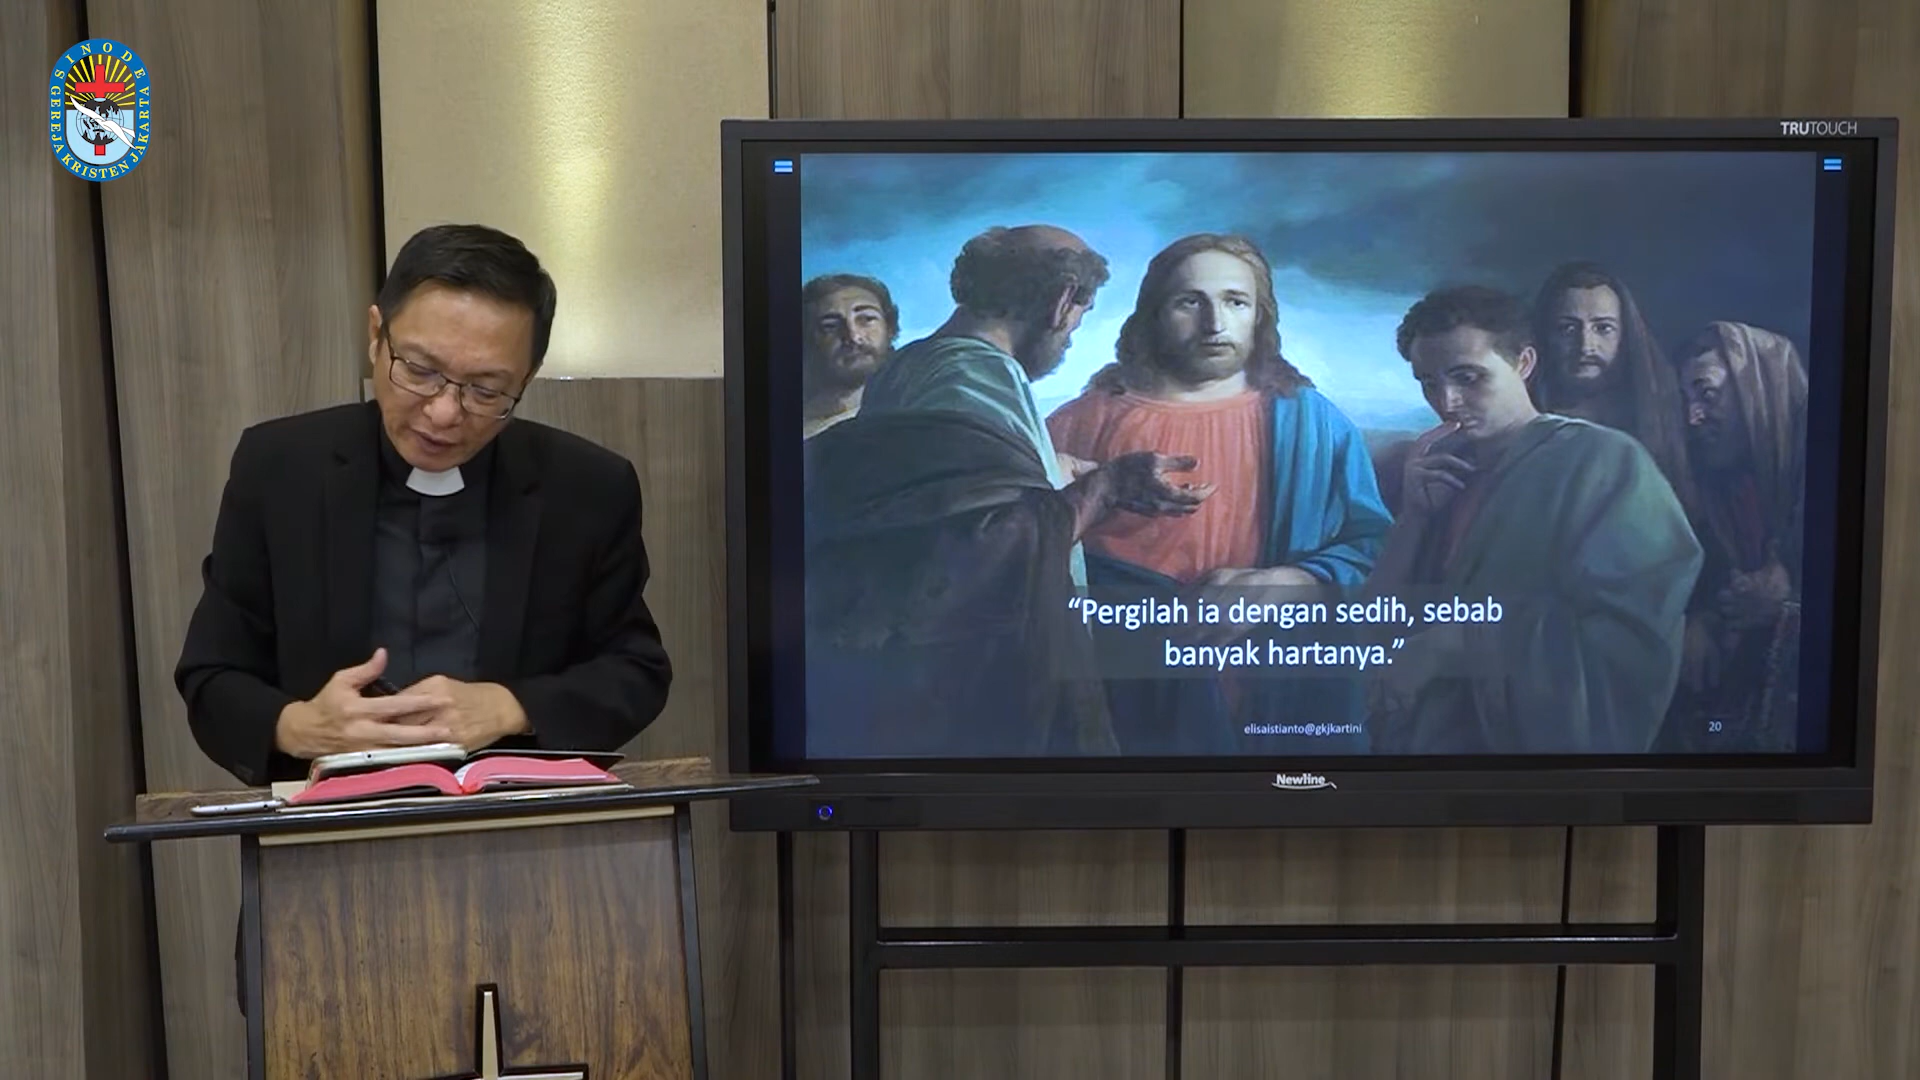 SINODE
GEREJA KRISTEN JAKARTA
TRUTOUCH
“Pergilah ia dengan sedih, sebab
banyak hartanya.”
elisaistianto@gkjkartini
20
Newline